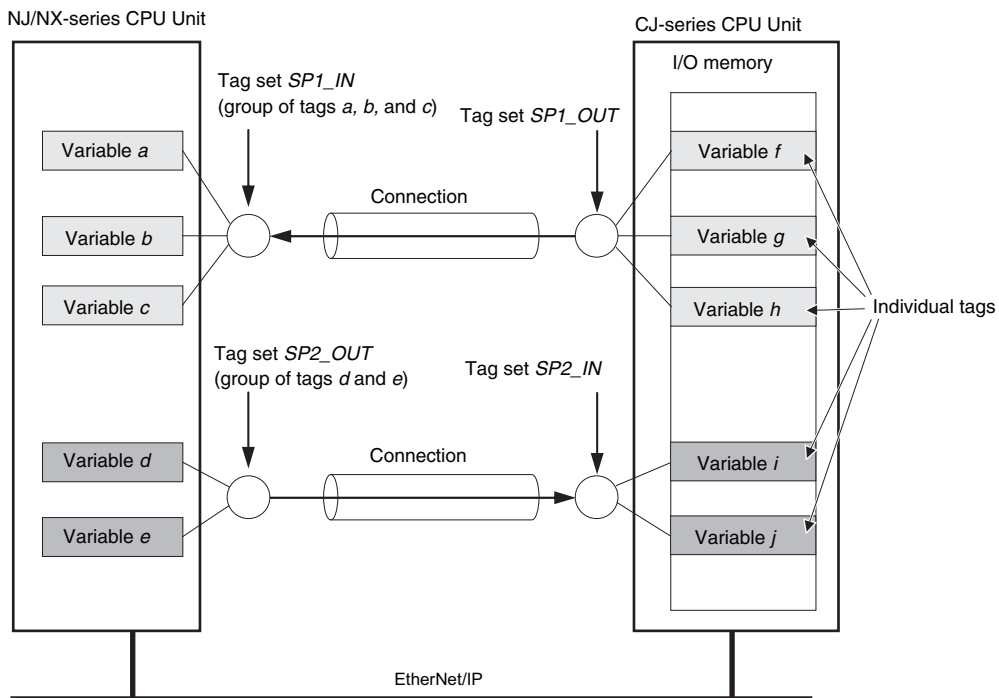 NJ/NX-series CPU Unit
CJ-series CPU Unit
I/O memory
Tag set SP1_IN
(group of tags a, b, and c)
Tag set SP1_OUT
Variable a
Variable f
Connection
Variable b
Variable g
Variable c
Variable h
Individual tags
Tag set SP2_OUT
(group of tags d and e)
Tag set SP2_IN
Variable d
Connection
Variable i
Variable e
Variable j
EtherNet/IP